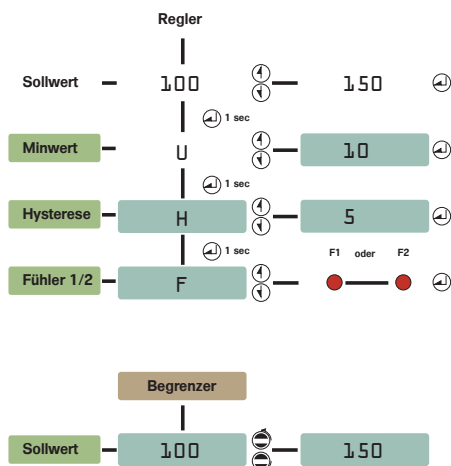 Regler
Sollwert 100 150
1 sec
Minwert U 10
1 sec
Hysterese H 5
1 sec
F1 oder F2
Fühler 1/2 F
Begrenzer
Sollwert 100 150